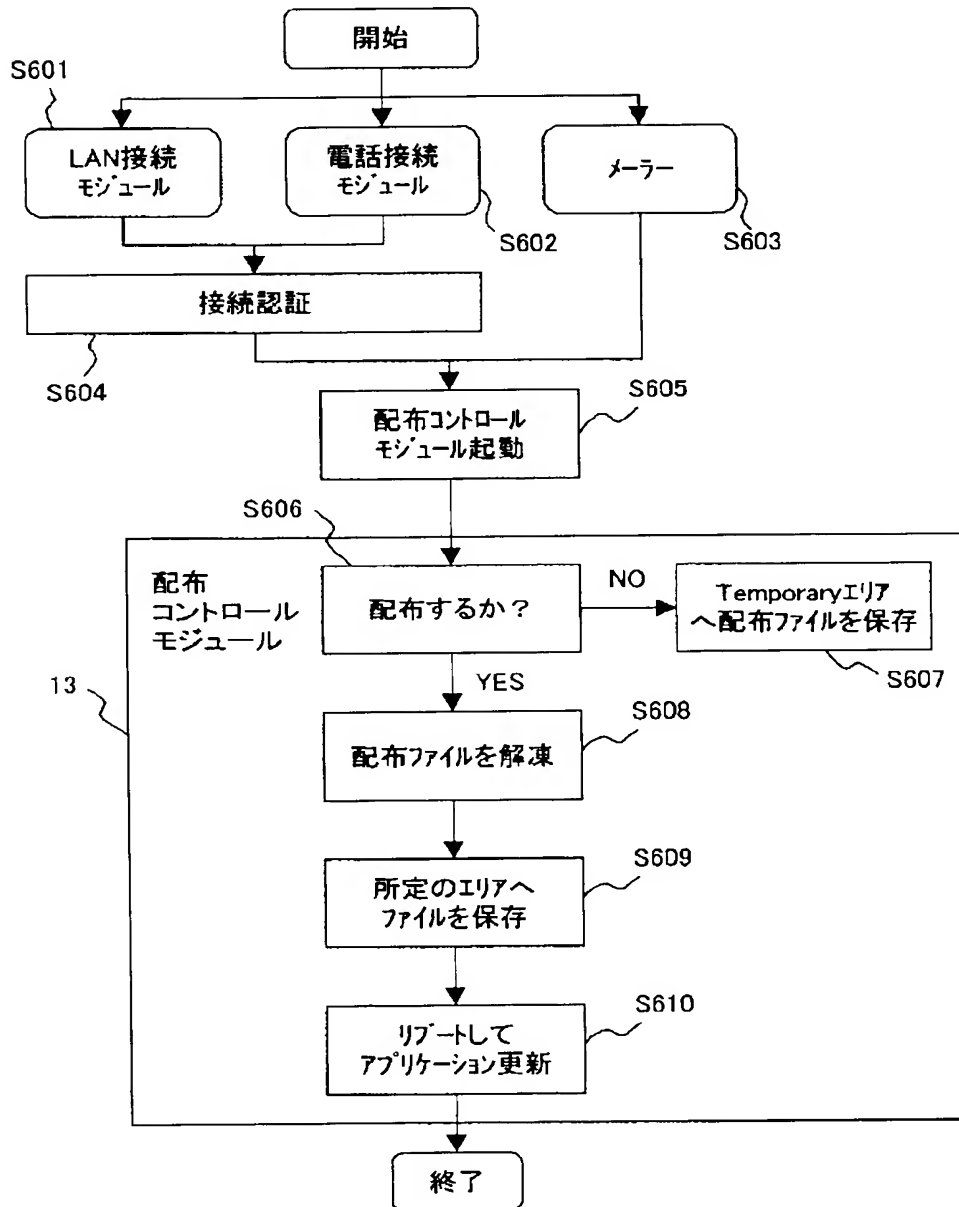 開始
S601
LAN接続
モジュール
電話接続
モジュール
メーラー
S602
S603
接続認証
S604
S605
配布コントロール
モジュール起動
S606
配布
コントロール
モジュール
配布するか？
NO
Temporaryエリア
へ配布ファイルを保存
S607
13
YES
S608
配布ファイルを解凍
S609
所定のエリアへ
ファイルを保存
S610
リブートして
アプリケーション更新
終了